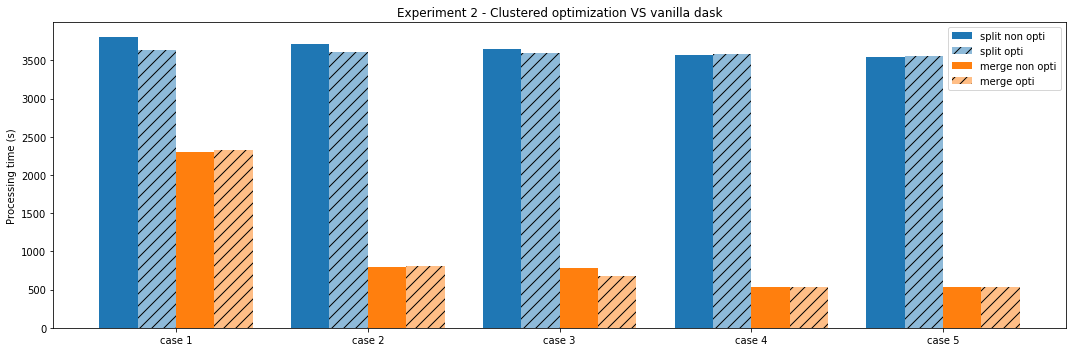 Experiment 2 - Clustered optimization VS vanilla dask
split non opti
split opti
merge non opti
merge opti
Processing time (s)
3500
3000
2500
2000
1500
1000
500
0
case 1
case 2
case 3
case 4
case 5